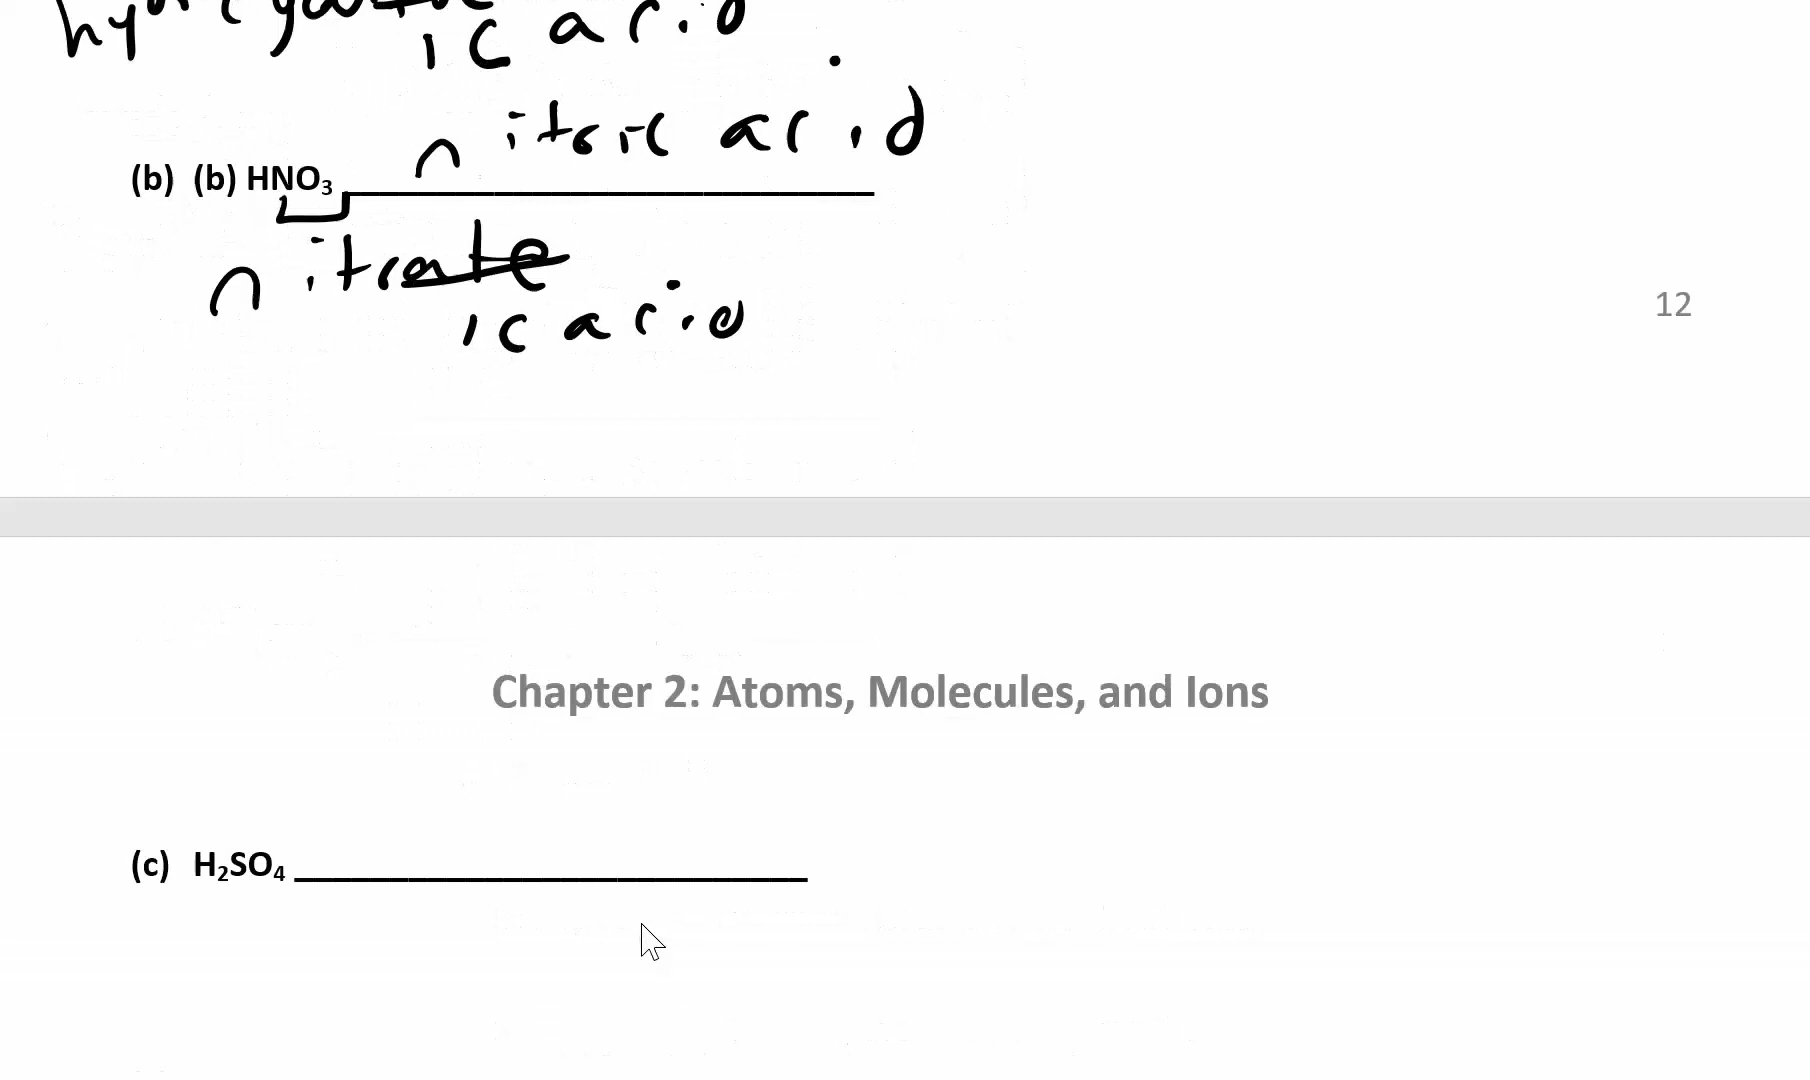 ic acid
nitric acid
(b) (b) HNO₃
nitrate
ic acid
12
Chapter 2: Atoms, Molecules, and Ions
(c) H₂SO₄